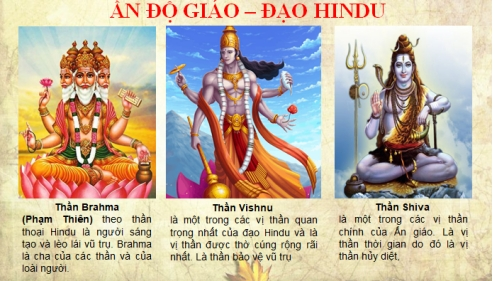 ẤN ĐỘ GIÁO – ĐẠO HINDU
Thần Brahma
(Phạm Thiên) theo thần
thoại Hindu là người sáng
tạo và lèo lái vũ trụ. Brahma
là cha của các thần và của
loài người.
Thần Vishnu
là một trong các vị thần quan
trọng nhất của đạo Hindu và là
vị thần được thờ cúng rộng rãi
nhất. Là thần bảo vệ vũ trụ
Thần Shiva
là một trong các vị thần
chính của Ấn giáo. Là vị
thần thời gian do đó là vị
thần hủy diệt,